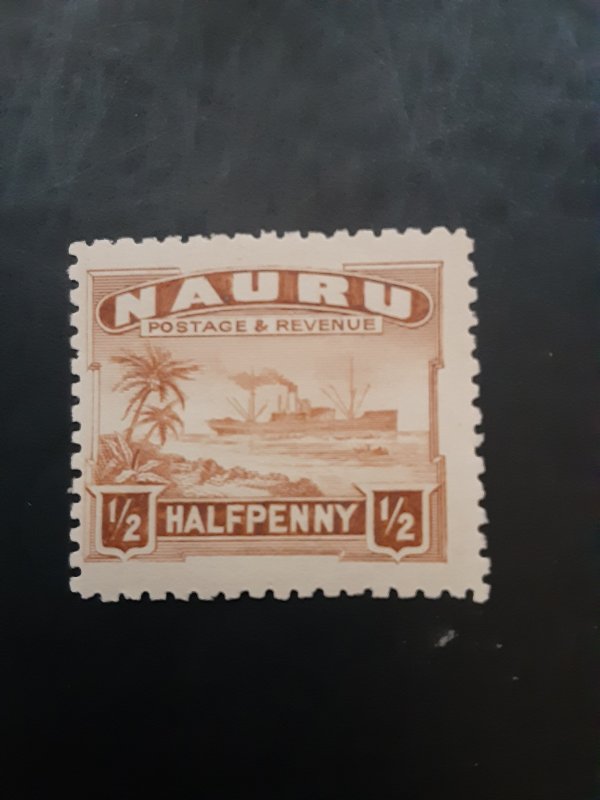 NAURU
POSTAGE & REVENUE
1/2 HALFPENNY 1/2